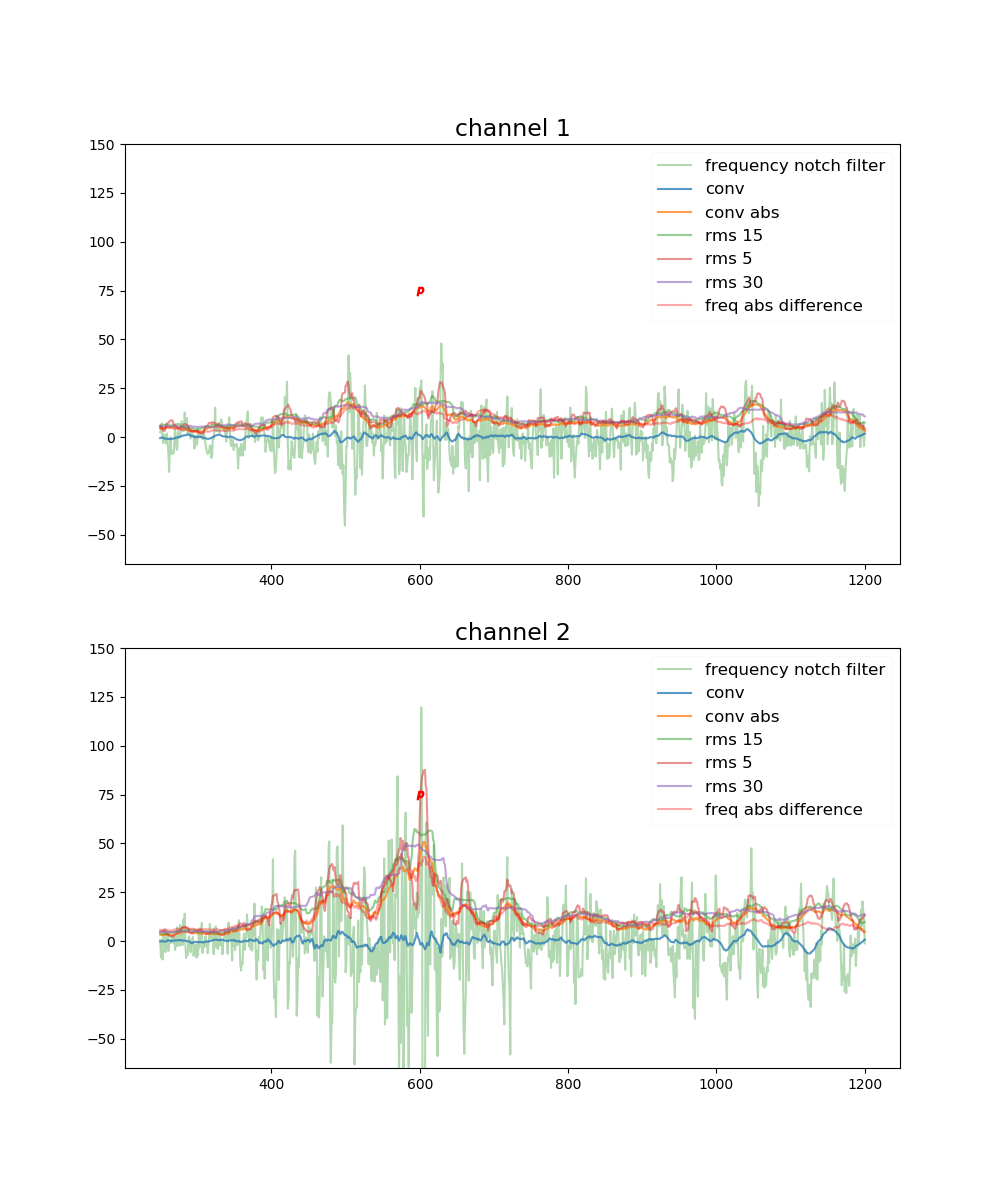 channel 1
150
125
100
75
50
25
0
−25
−50
400 600 800 1000 1200
frequency notch filter
conv
conv abs
rms 15
rms 5
rms 30
freq abs difference
p
channel 2
150
125
100
75
50
25
0
−25
−50
400 600 800 1000 1200
frequency notch filter
conv
conv abs
rms 15
rms 5
rms 30
freq abs difference
p